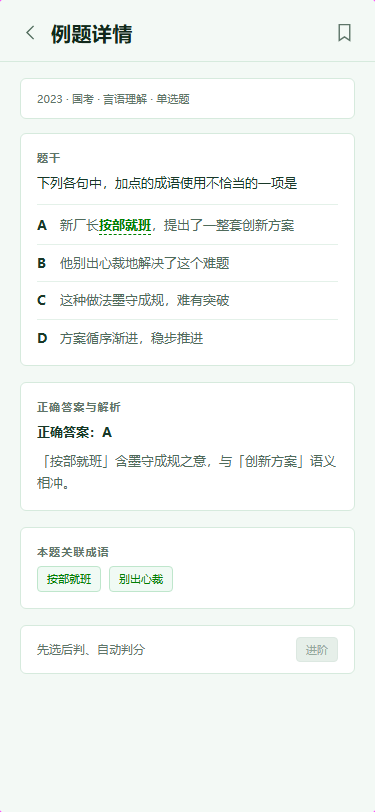 例题详情
2023 · 国考 · 言语理解 · 单选题
题干
下列各句中，加点的成语使用不恰当的一项是
A 新厂长按部就班，提出了一整套创新方案
B 他别出心裁地解决了这个难题
C 这种做法墨守成规，难有突破
D 方案循序渐进，稳步推进
正确答案与解析
正确答案：A
「按部就班」含墨守成规之意，与「创新方案」语义
相冲。
本题关联成语
按部就班 别出心裁
先选后判、自动判分 进阶